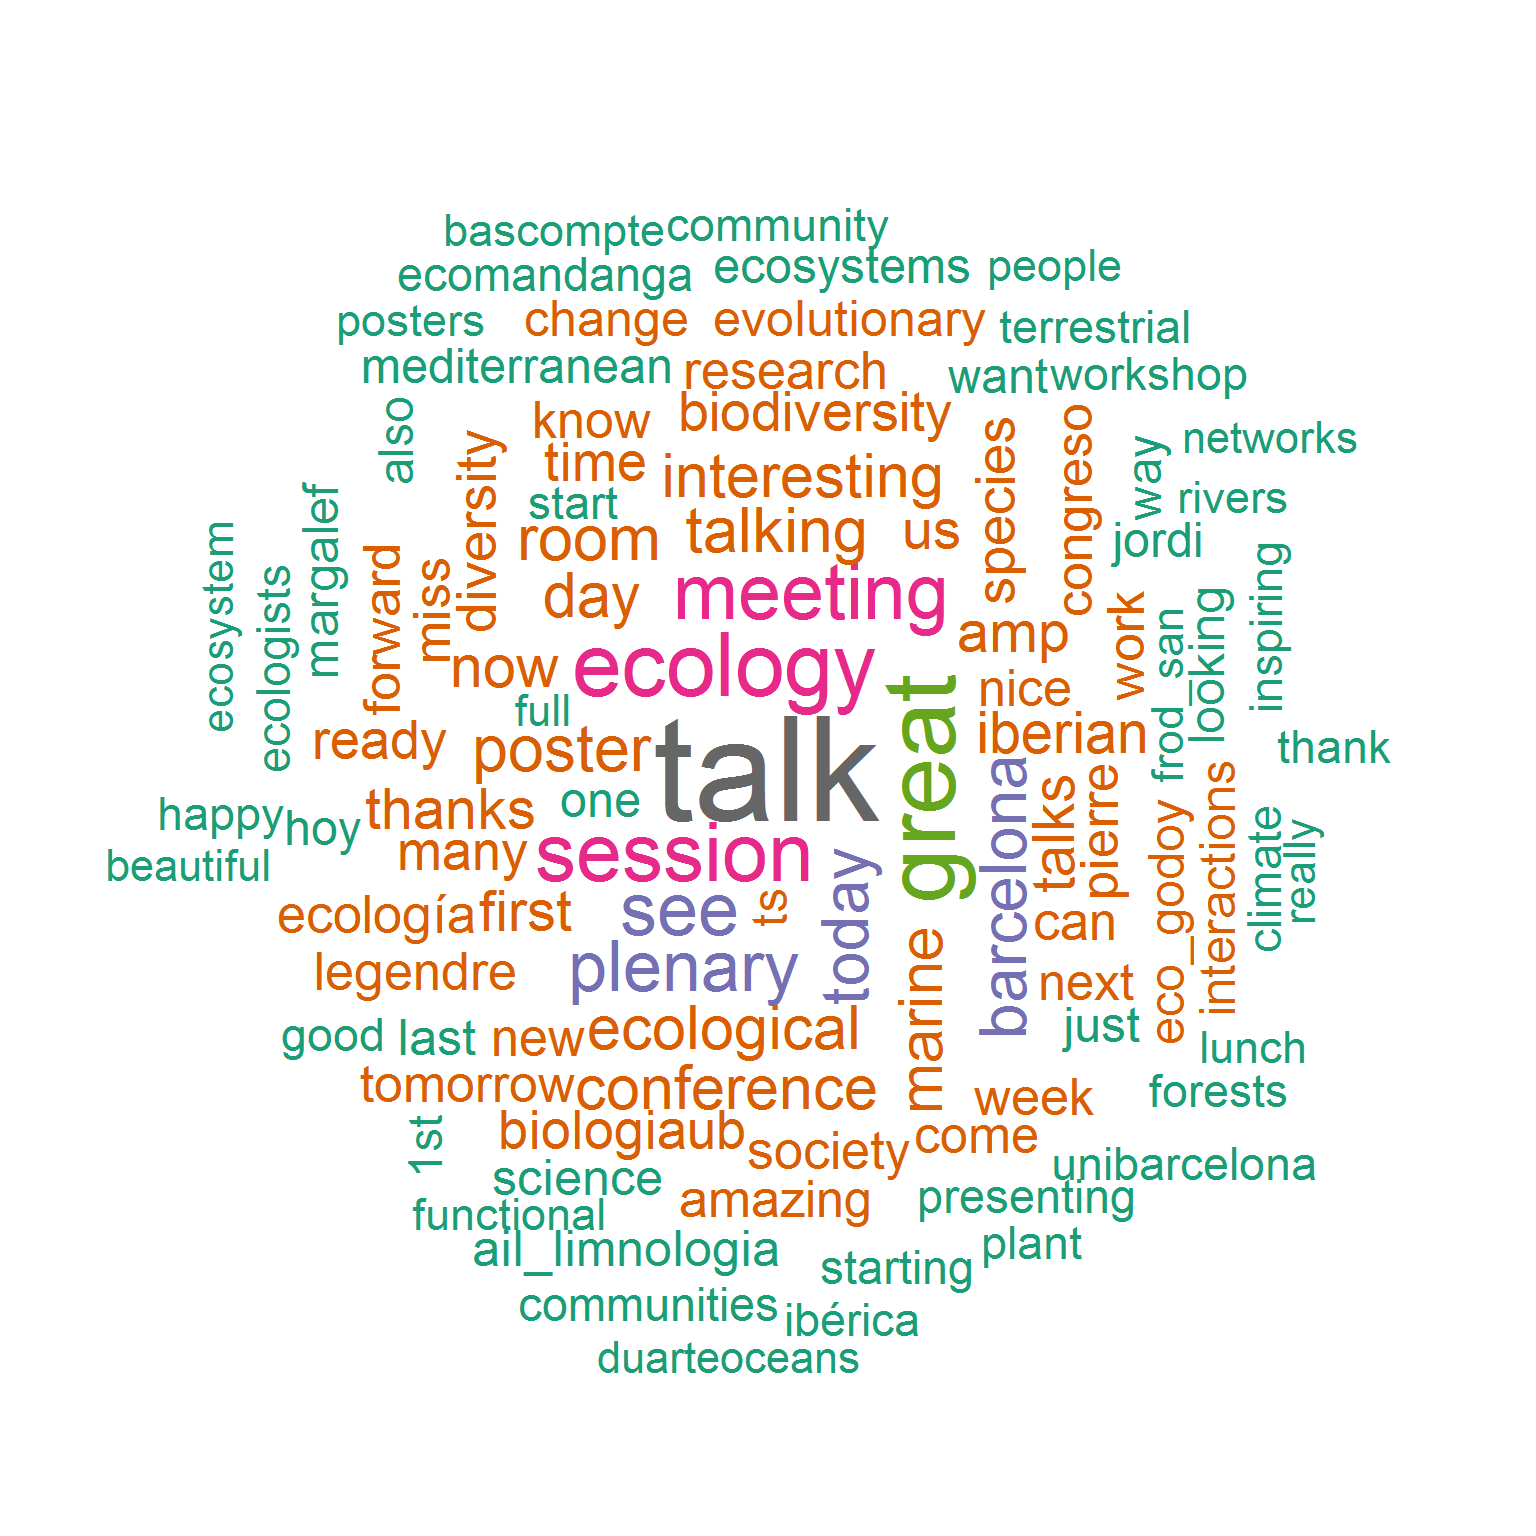 bascompte community
ecomandanga ecosystems people
posters change evolutionary terrestrial
mediterranean research want workshop
also know biodiversity species congreso way networks
diversity time interesting rivers
margalef start
room talking us jordi
ecosystem ecologists forward miss day meeting amp work frod_san looking inspiring
now ecology nice
full great iberian
ready poster talk barcelona talks pierre eco_godoy interactions thank
happy hoy thanks one climate really
beautiful many session today
ecología first see ts can
legendre plenary marine next
good last new ecological just lunch
tomorrow conference week forests
1st biologiaub society come unibarcelona
science amazing presenting
functional
ail_limnologia starting plant
communities ibérica
duarteoceans